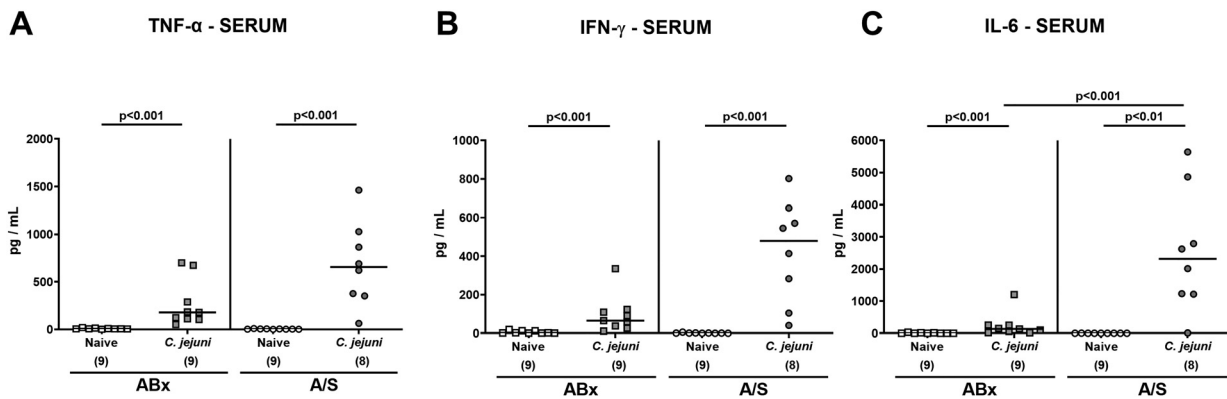 A
TNF-α - SERUM
p<0.001
p<0.001
2000
1500
1000
500
0
pg / mL
Naive
C. jejuni
Naive
C. jejuni
(9)
(9)
(9)
(8)
ABx
A/S
B
IFN-γ - SERUM
p<0.001
p<0.001
1000
800
600
400
200
0
pg / mL
Naive
C. jejuni
Naive
C. jejuni
(9)
(9)
(9)
(8)
ABx
A/S
C
IL-6 - SERUM
p<0.001
p<0.001
p<0.01
6000
5000
4000
3000
2000
1000
0
pg / mL
Naive
C. jejuni
Naive
C. jejuni
(9)
(9)
(9)
(8)
ABx
A/S